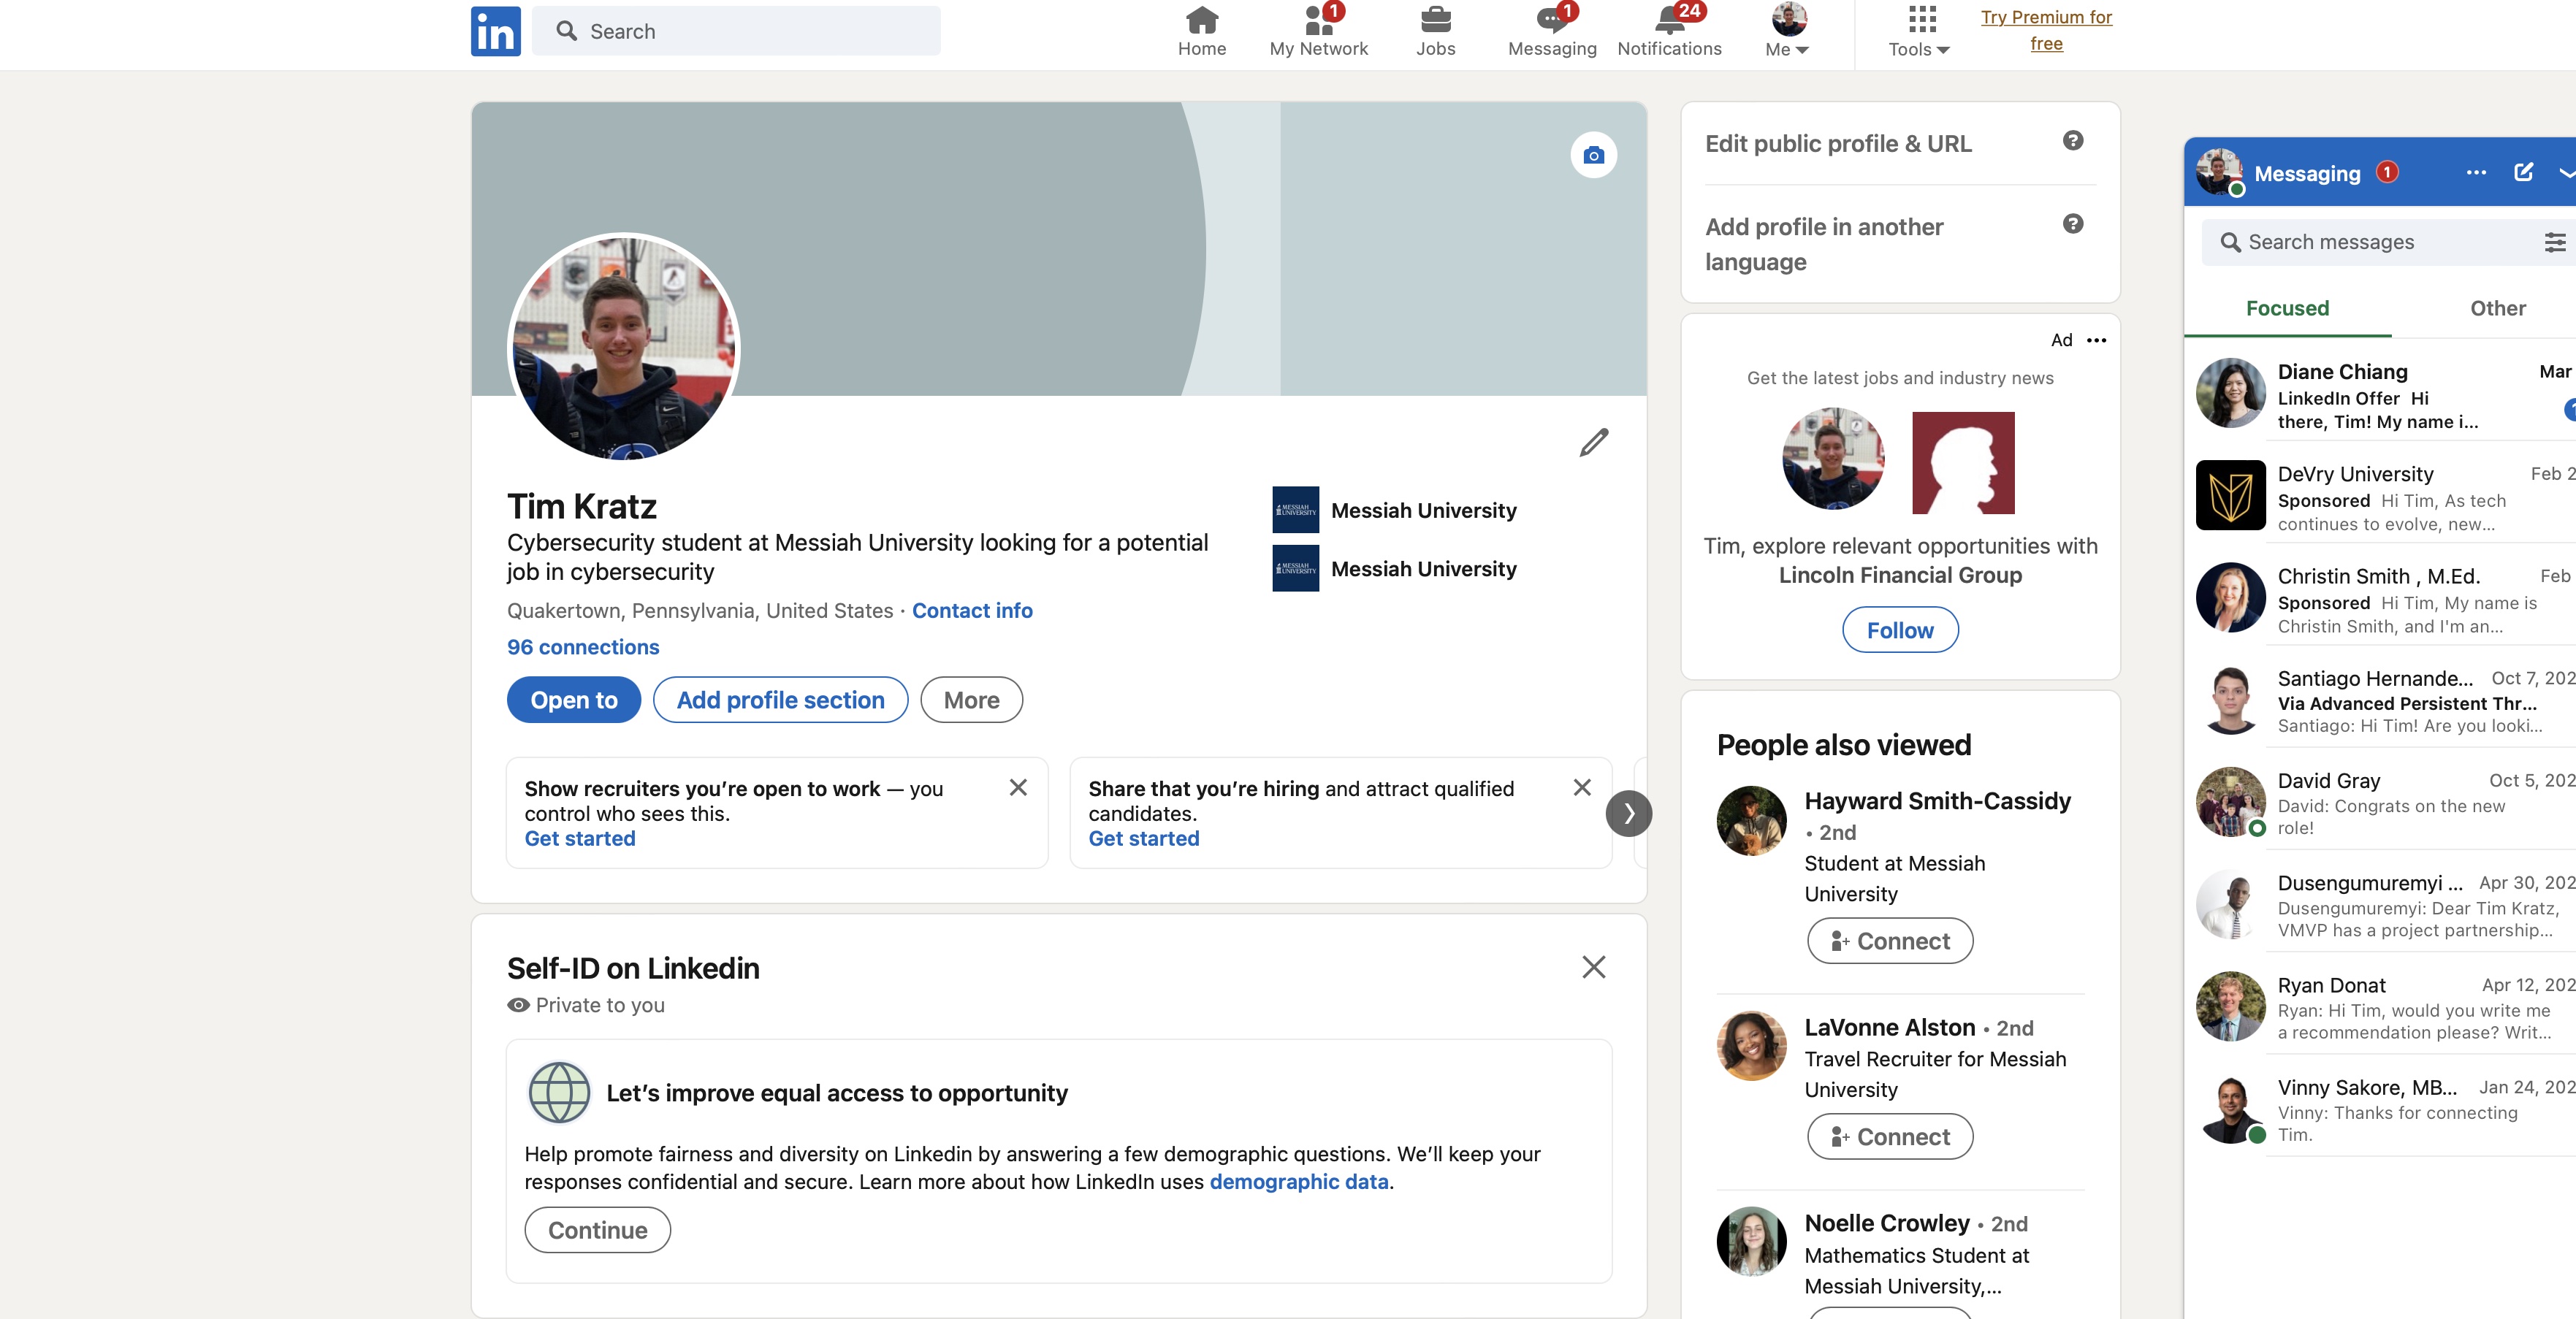 in
Search
Home
1
My Network
Jobs
1
Messaging
24
Notifications
Me
Tools
Try Premium for
free
Tim Kratz
Cybersecurity student at Messiah University looking for a potential
job in cybersecurity
Quakertown, Pennsylvania, United States · Contact info
96 connections
MESSIAH UNIVERSITY
Messiah University
MESSIAH UNIVERSITY
Messiah University
Open to
Add profile section
More
Show recruiters you’re open to work — you
control who sees this.
Get started
Share that you’re hiring and attract qualified
candidates.
Get started
Self-ID on Linkedin
Private to you
Let’s improve equal access to opportunity
Help promote fairness and diversity on Linkedin by answering a few demographic questions. We’ll keep your
responses confidential and secure. Learn more about how LinkedIn uses demographic data.
Continue
Edit public profile & URL
Add profile in another
language
Ad
Get the latest jobs and industry news
Tim, explore relevant opportunities with
Lincoln Financial Group
Follow
People also viewed
Hayward Smith-Cassidy
• 2nd
Student at Messiah
University
Connect
LaVonne Alston • 2nd
Travel Recruiter for Messiah
University
Connect
Noelle Crowley • 2nd
Mathematics Student at
Messiah University,...
Messaging 1
Search messages
Focused
Other
Diane Chiang Mar
LinkedIn Offer Hi
there, Tim! My name i...
DeVry University Feb 2
Sponsored Hi Tim, As tech
continues to evolve, new...
Christin Smith , M.Ed. Feb
Sponsored Hi Tim, My name is
Christin Smith, and I'm an...
Santiago Hernande... Oct 7, 202
Via Advanced Persistent Thr...
Santiago: Hi Tim! Are you looki...
David Gray Oct 5, 202
David: Congrats on the new
role!
Dusengumuremyi ... Apr 30, 202
Dusengumuremyi: Dear Tim Kratz,
VMVP has a project partnership...
Ryan Donat Apr 12, 202
Ryan: Hi Tim, would you write me
a recommendation please? Writ...
Vinny Sakore, MB... Jan 24, 202
Vinny: Thanks for connecting
Tim.